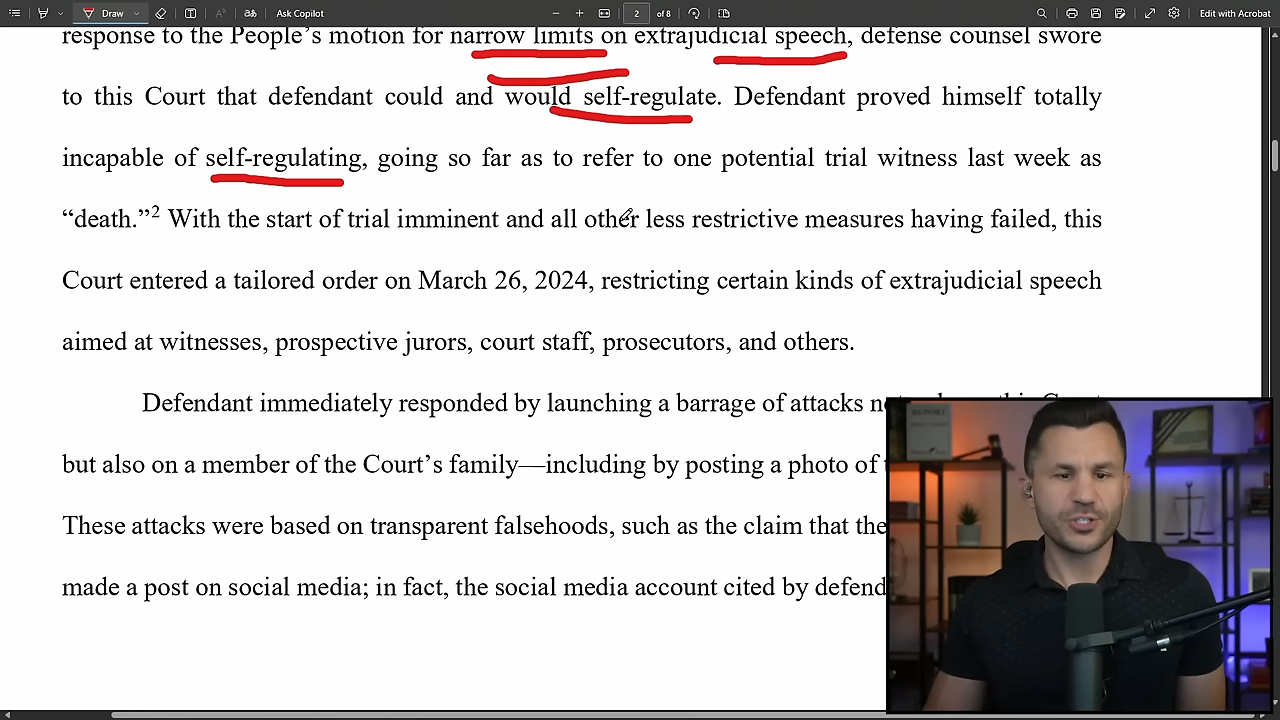 Draw
Ask Copilot
2
of 8
Edit with Acrobat
response to the People's motion for narrow limits on extrajudicial speech, defense counsel swore
to this Court that defendant could and would self-regulate. Defendant proved himself totally
incapable of self-regulating, going so far as to refer to one potential trial witness last week as
“death.”2 With the start of trial imminent and all other less restrictive measures having failed, this
Court entered a tailored order on March 26, 2024, restricting certain kinds of extrajudicial speech
aimed at witnesses, prospective jurors, court staff, prosecutors, and others.
Defendant immediately responded by launching a barrage of attacks
but also on a member of the Court's family—including by posting a photo of
These attacks were based on transparent falsehoods, such as the claim that the
made a post on social media; in fact, the social media account cited by